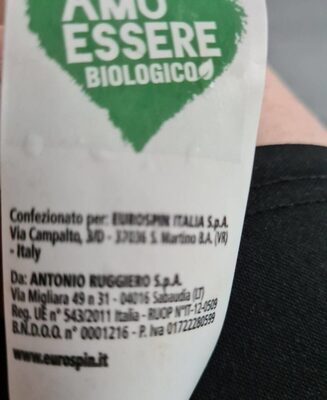 AMO
ESSERE
BIOLOGICO
Confezionato per: EUROSPIN ITALIA S.p.A.
Via Campalto, 3/D - 37036 S. Martino B.A. (VR)
- Italy
Da: ANTONIO RUGGIERO S.p.A.
Via Migliara 49 n 31 - 04016 Sabaudia (LT)
Reg. UE n° 543/2011 Italia - RUOP N°IT-12-0509
B.N.D.O.O. n° 0001216 - P. Iva 01722280599
www.eurospin.it